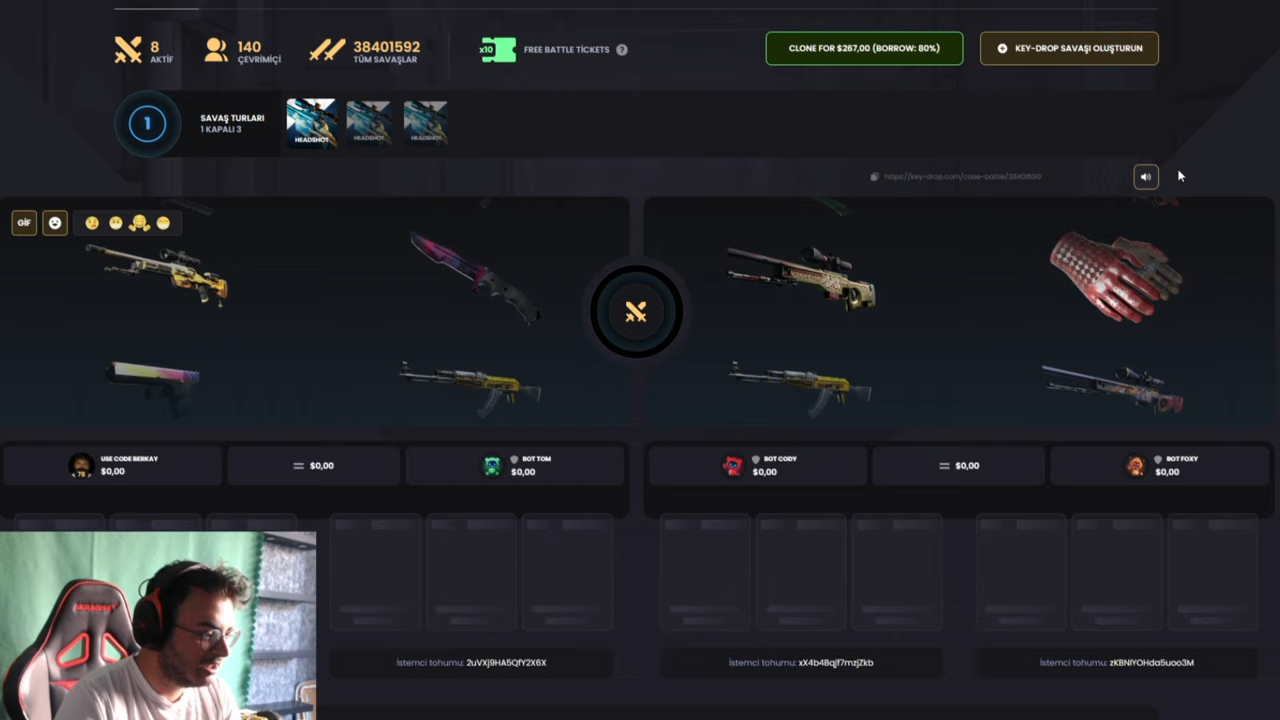 8
AKTİF
140
ÇEVRİMİÇİ
38401592
TÜM SAVAŞLAR
x10
FREE BATTLE TICKETS
?
CLONE FOR $267,00 (BORROW: 80%)
KEY-DROP SAVAŞI OLUŞTURUN
1
SAVAŞ TURLARI
1 KAPALI 3
HEADSHOT
HEADSHOT
HEADSHOT
https://key-drop.com/case-battle/38401590
GIF
USE CODE BERKAY
$0,00
78
$0,00
BOT TOM
$0,00
BOT CODY
$0,00
$0,00
BOT FOXY
$0,00
AKRACING
İstemci tohumu: 2uVXj9HA5QfY2X6X
İstemci tohumu: xX4b4Bqjf7mzjZkb
İstemci tohumu: zKBNlYOHda5uoo3M